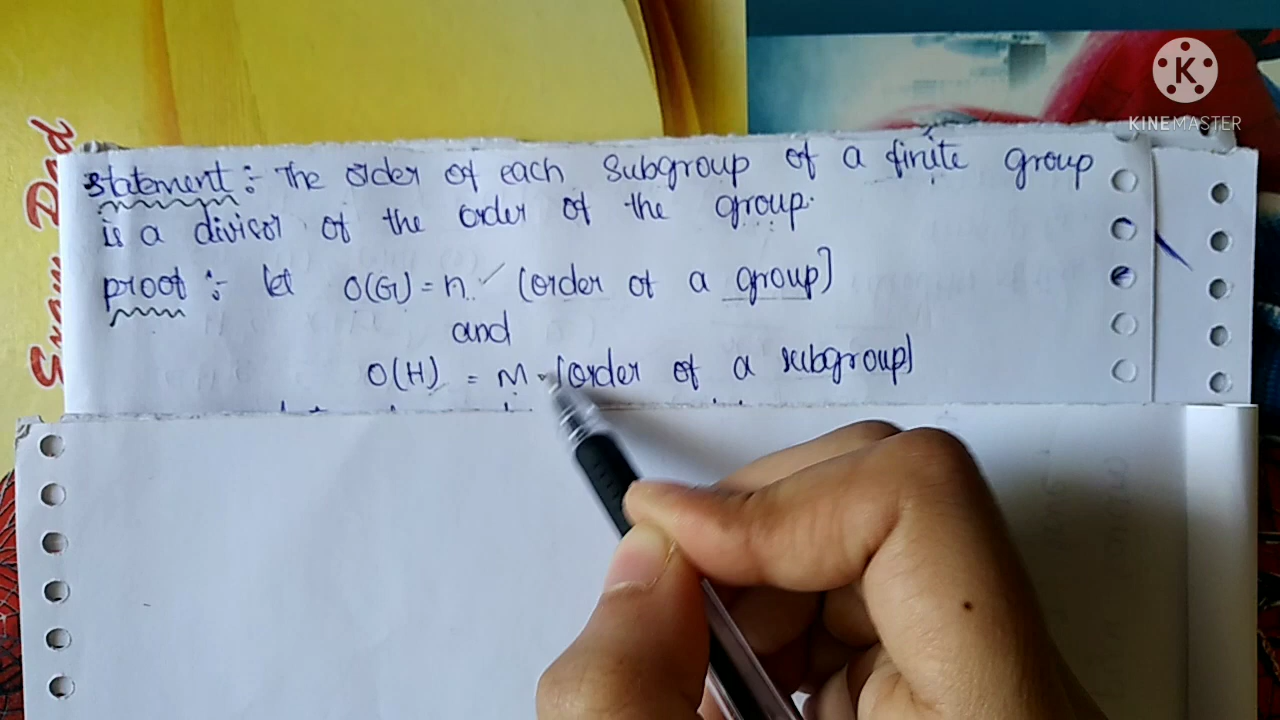 Statement :- The order of each subgroup of a finite group
is a divisor of the order of the group.
proof :- let O(G) = n ✓ (order of a group]
and
O(H) = m. (order of a subgroup)
KINEMASTER